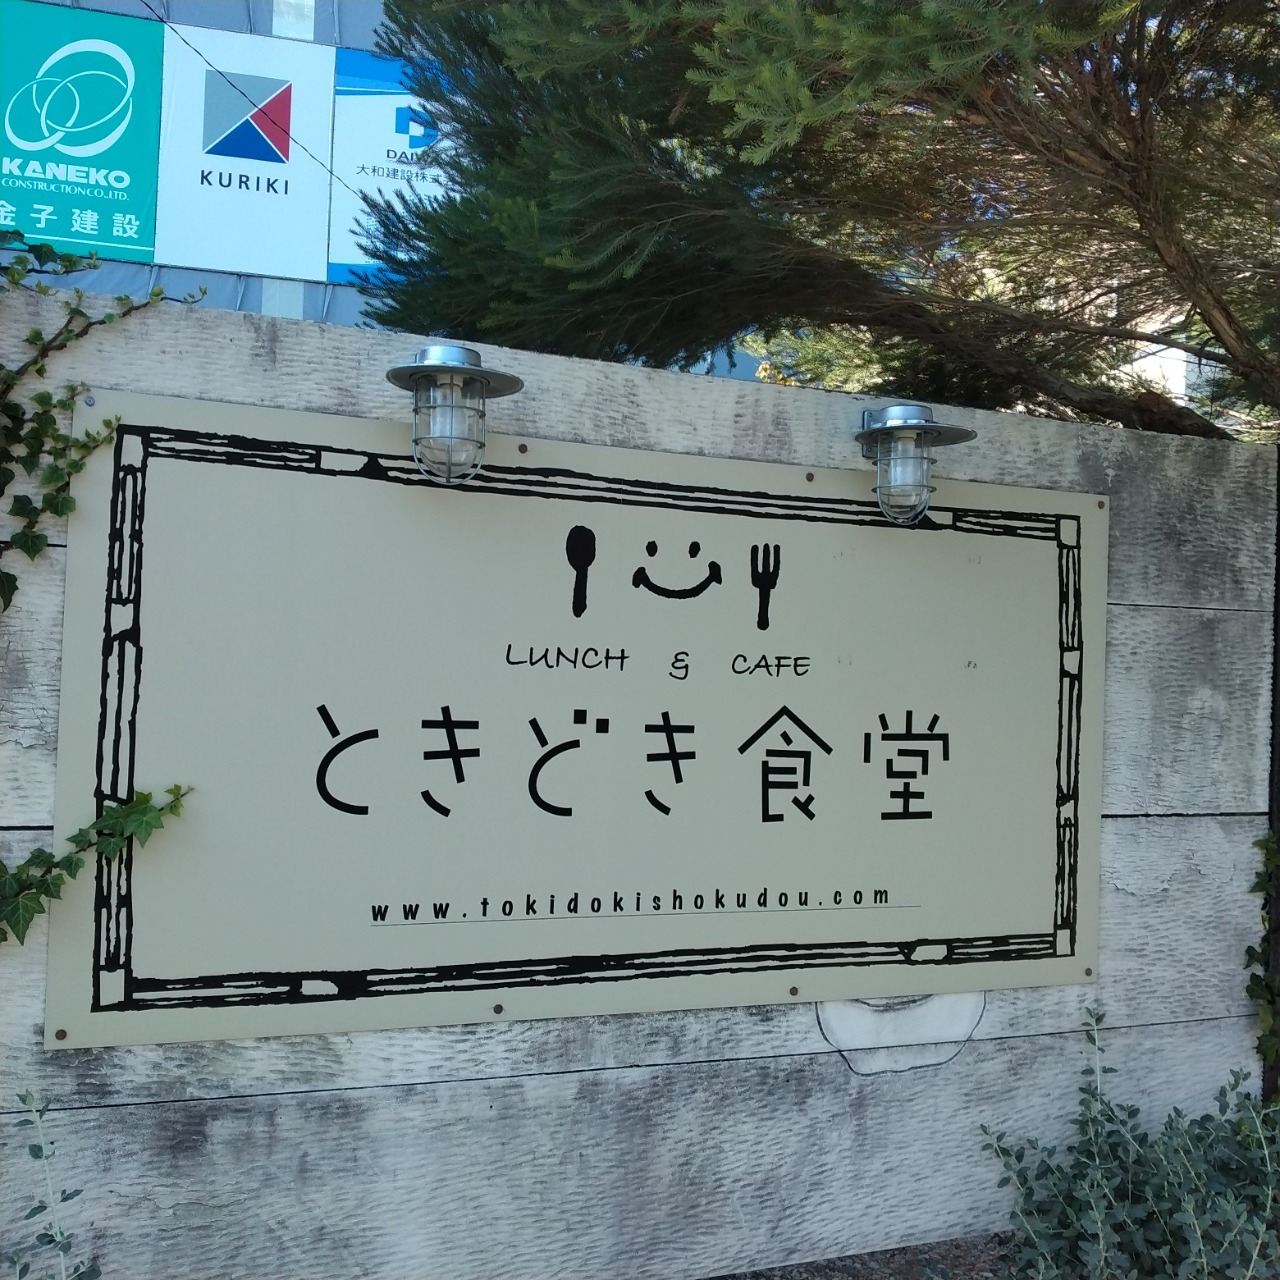 KANEKO
CONSTRUCTION CO.,LTD.
金子建設
KURIKI
大和建設株式
LUNCH & CAFE
ときどき食堂
www.tokidokishokudou.com